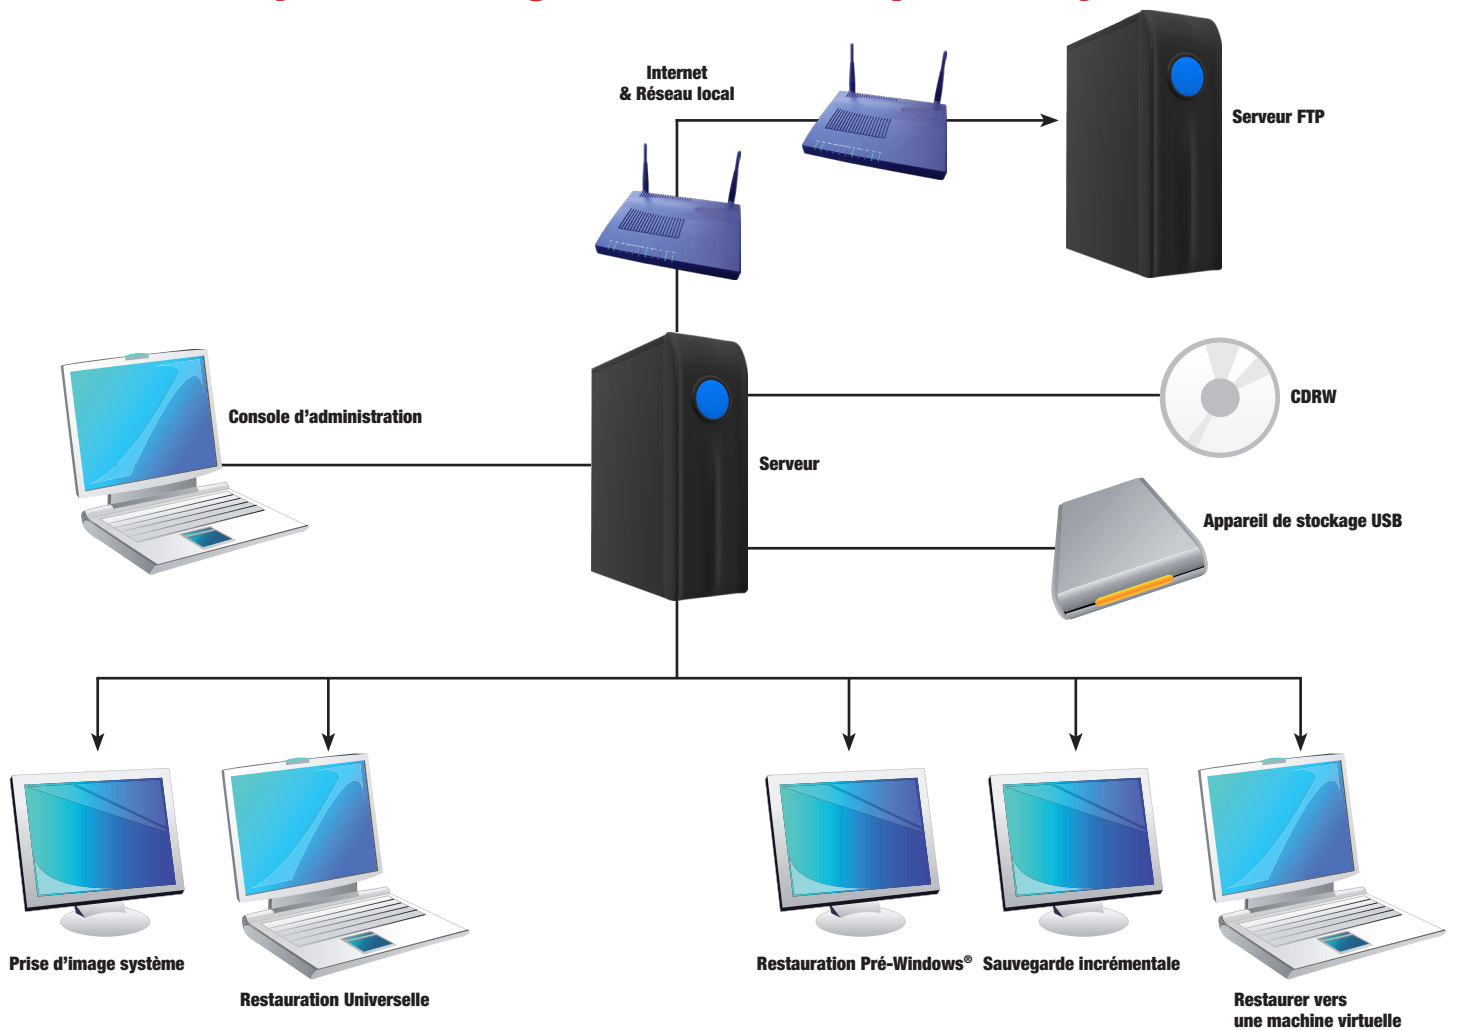 Internet
& Réseau local
Serveur FTP
CDRW
Console d'administration
Serveur
Appareil de stockage USB
Prise d'image système
Restauration Universelle
Restauration Pré-Windows®
Sauvegarde incrémentale
Restaurer vers
une machine virtuelle